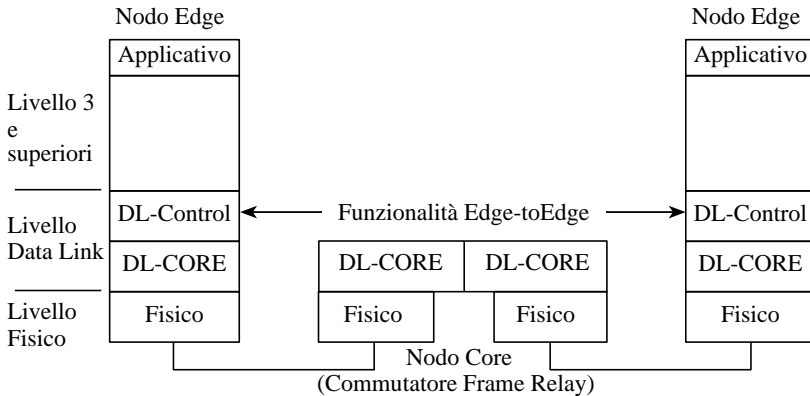 Nodo Edge
Nodo Edge
Applicativo
Applicativo
Livello 3
e
superiori
DL-Control
Funzionalità Edge-toEdge
DL-Control
Livello
Data Link
DL-CORE
DL-CORE
DL-CORE
DL-CORE
Livello
Fisico
Fisico
Fisico
Fisico
Fisico
Nodo Core
(Commutatore Frame Relay)